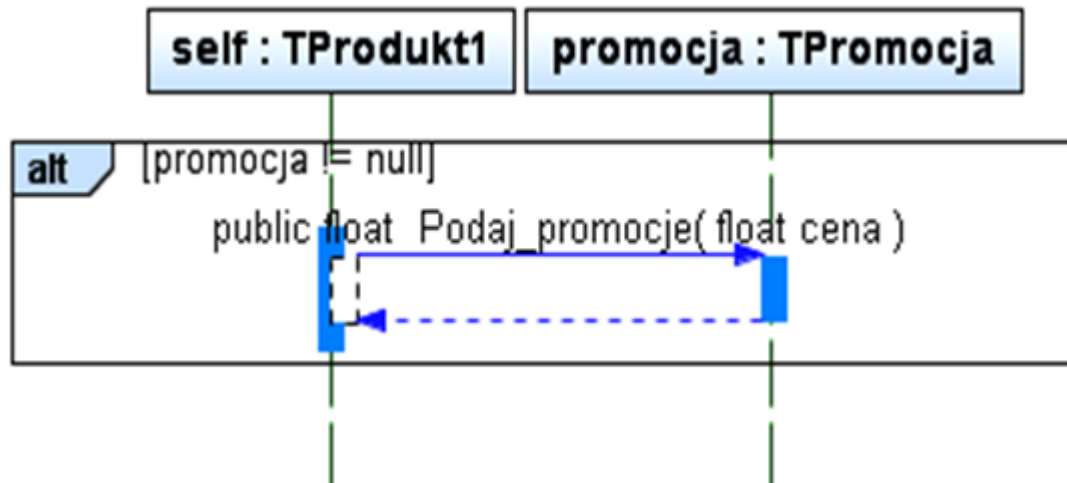 self : TProdukt1
promocja : TPromocja
alt
[promocja != null]
public float Podaj_promocje( float cena )